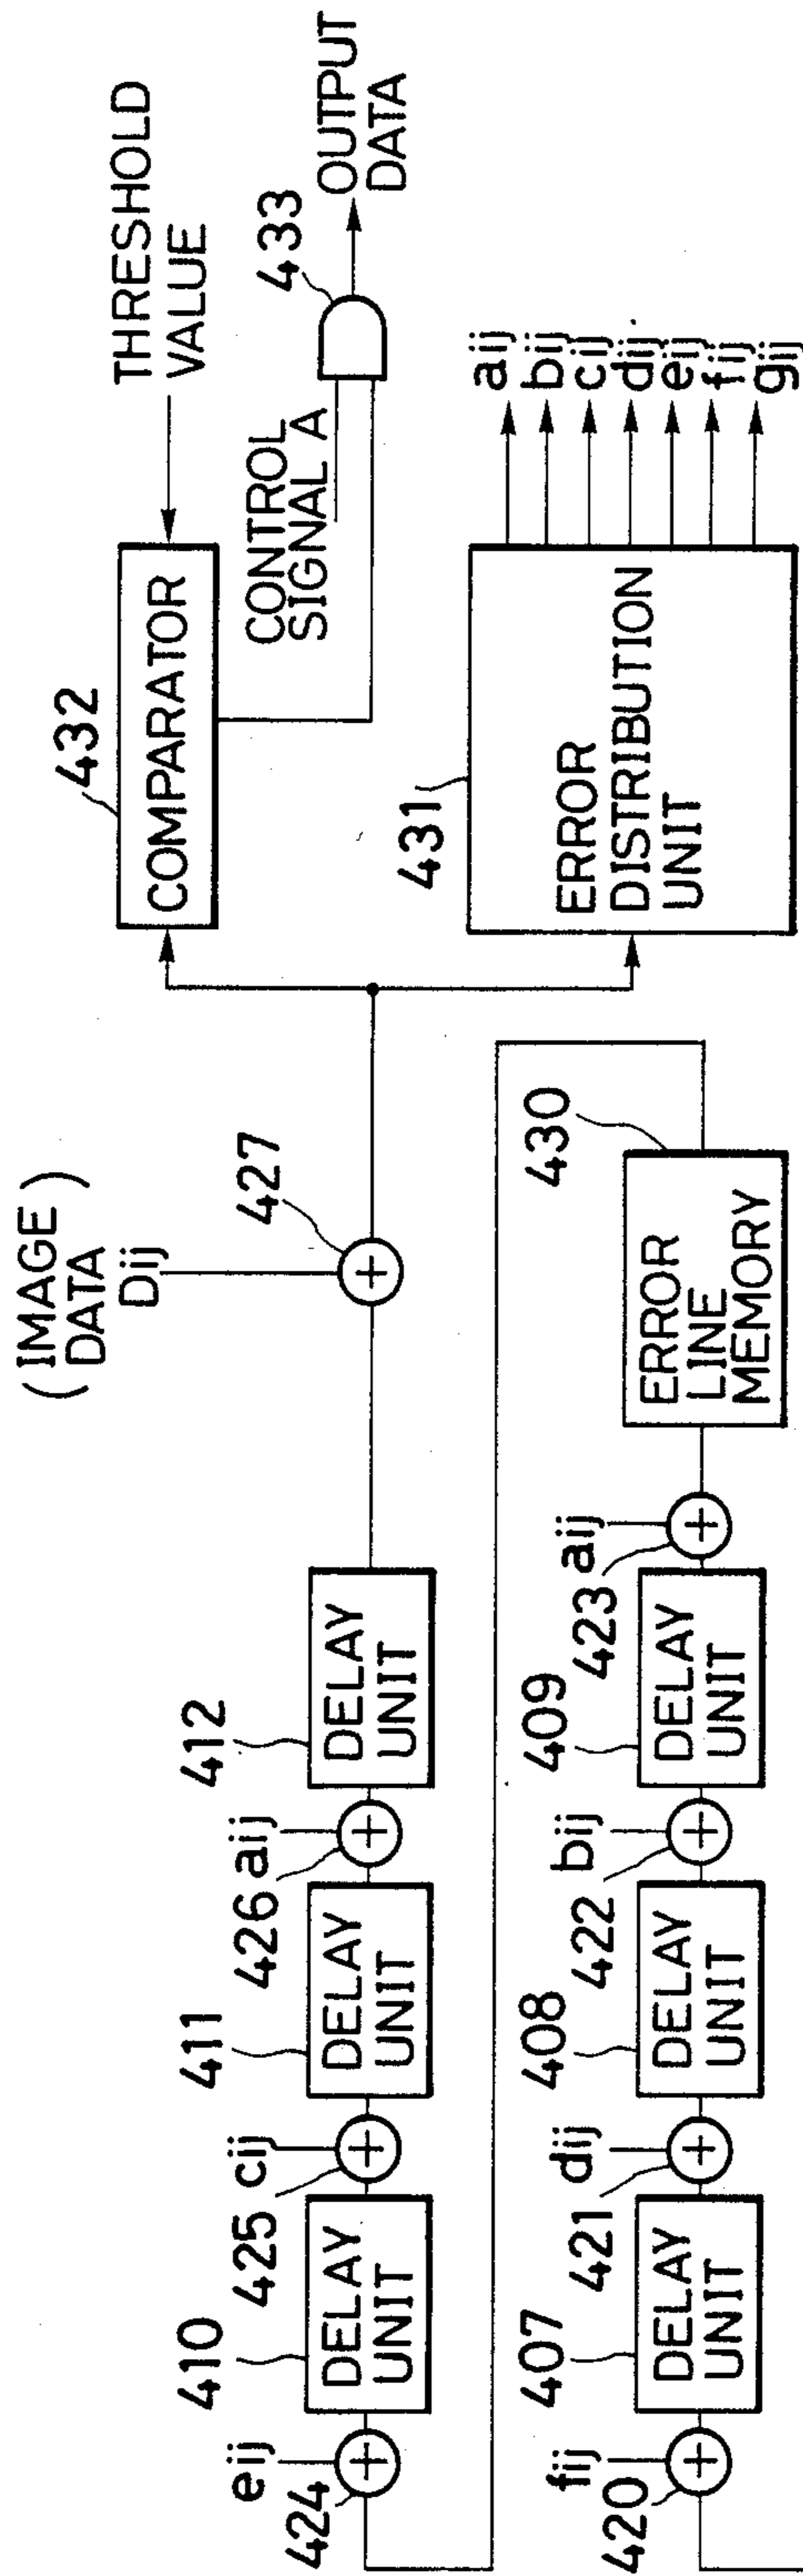 ( IMAGE )
DATA
Dij
427
432
COMPARATOR
THRESHOLD
VALUE
CONTROL
SIGNAL A
433
OUTPUT
DATA
eij
424
410
DELAY
UNIT
cij
425
411
DELAY
UNIT
aij
426
412
DELAY
UNIT
431
ERROR
DISTRIBUTION
UNIT
aij
bij
cij
dij
eij
fij
gij
fij
420
407
DELAY
UNIT
dij
421
408
DELAY
UNIT
bij
422
409
DELAY
UNIT
aij
423
430
ERROR
LINE
MEMORY